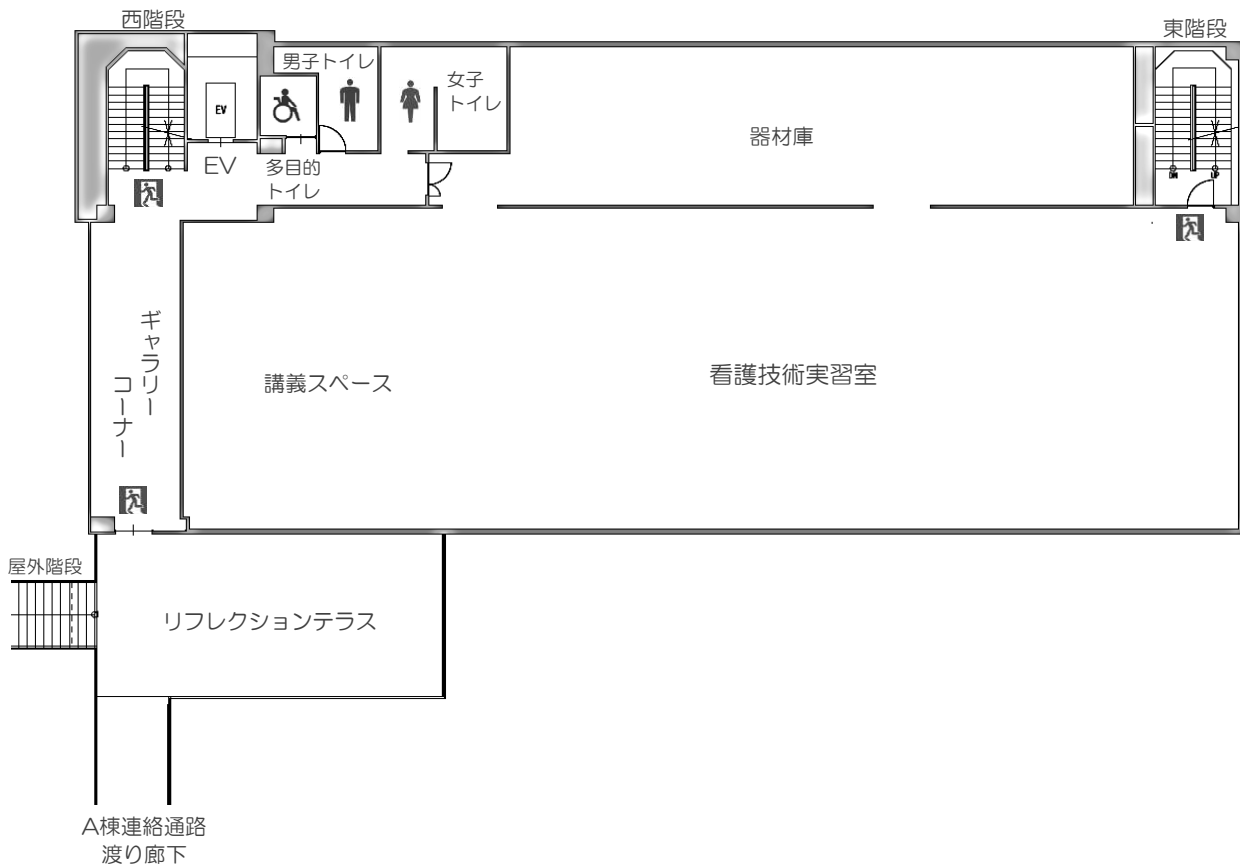 西階段
東階段
男子トイレ
女子
トイレ
EV
器材庫
EV
多目的
トイレ
DN
UP
ギャラリー
コーナー
講義スペース
看護技術実習室
屋外階段
リフレクションテラス
A棟連絡通路
渡り廊下